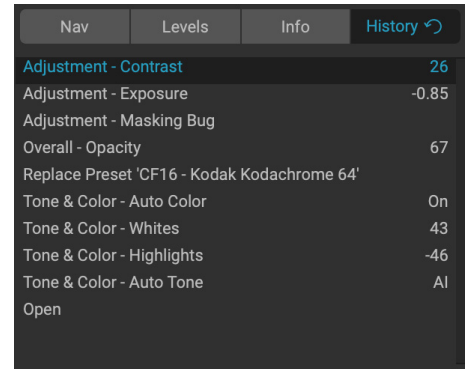 Nav Levels Info History
Adjustment - Contrast 26
Adjustment - Exposure -0.85
Adjustment - Masking Bug
Overall - Opacity 67
Replace Preset 'CF16 - Kodak Kodachrome 64'
Tone & Color - Auto Color On
Tone & Color - Whites 43
Tone & Color - Highlights -46
Tone & Color - Auto Tone AI
Open